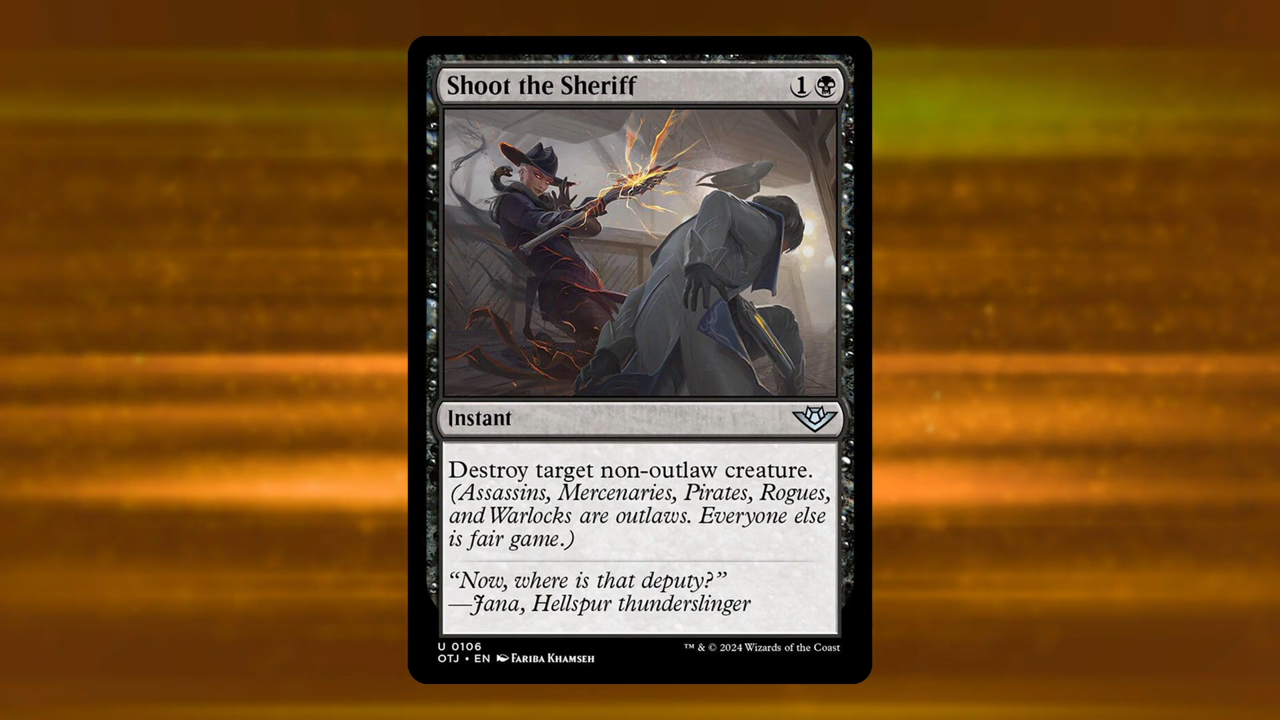 Shoot the Sheriff 1
Instant
Destroy target non-outlaw creature.
(Assassins, Mercenaries, Pirates, Rogues,
and Warlocks are outlaws. Everyone else
is fair game.)
“Now, where is that deputy?”
—Jana, Hellspur thunderslinger
U 0106
OTJ • EN Fariba Khamseh
™ & © 2024 Wizards of the Coast